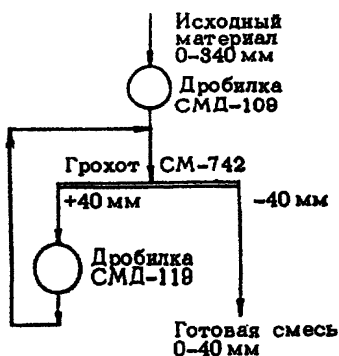 Исходный
материал
0-340 мм
Дробилка
СМД-109
Грохот СМ-742
+40 мм
-40 мм
Дробилка
СМД-119
Готовая смесь
0-40 мм